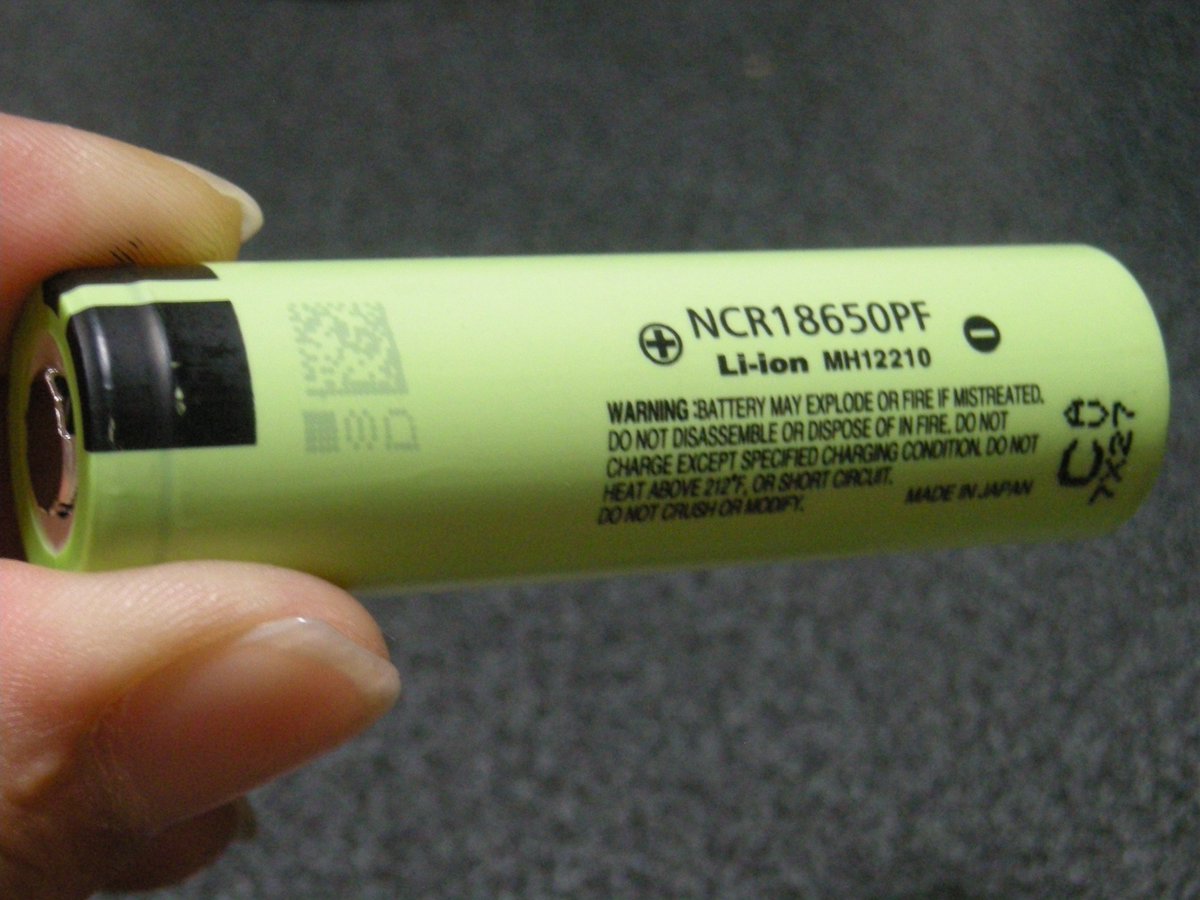 NCR18650PF
Li-ion MH12210
WARNING :BATTERY MAY EXPLODE OR FIRE IF MISTREATED.
DO NOT DISASSEMBLE OR DISPOSE OF IN FIRE. DO NOT
CHARGE EXCEPT SPECIFIED CHARGING CONDITION. DO NOT
HEAT ABOVE 212°F, OR SHORT CIRCUIT.
DO NOT CRUSH OR MODIFY.
MADE IN JAPAN
7X27